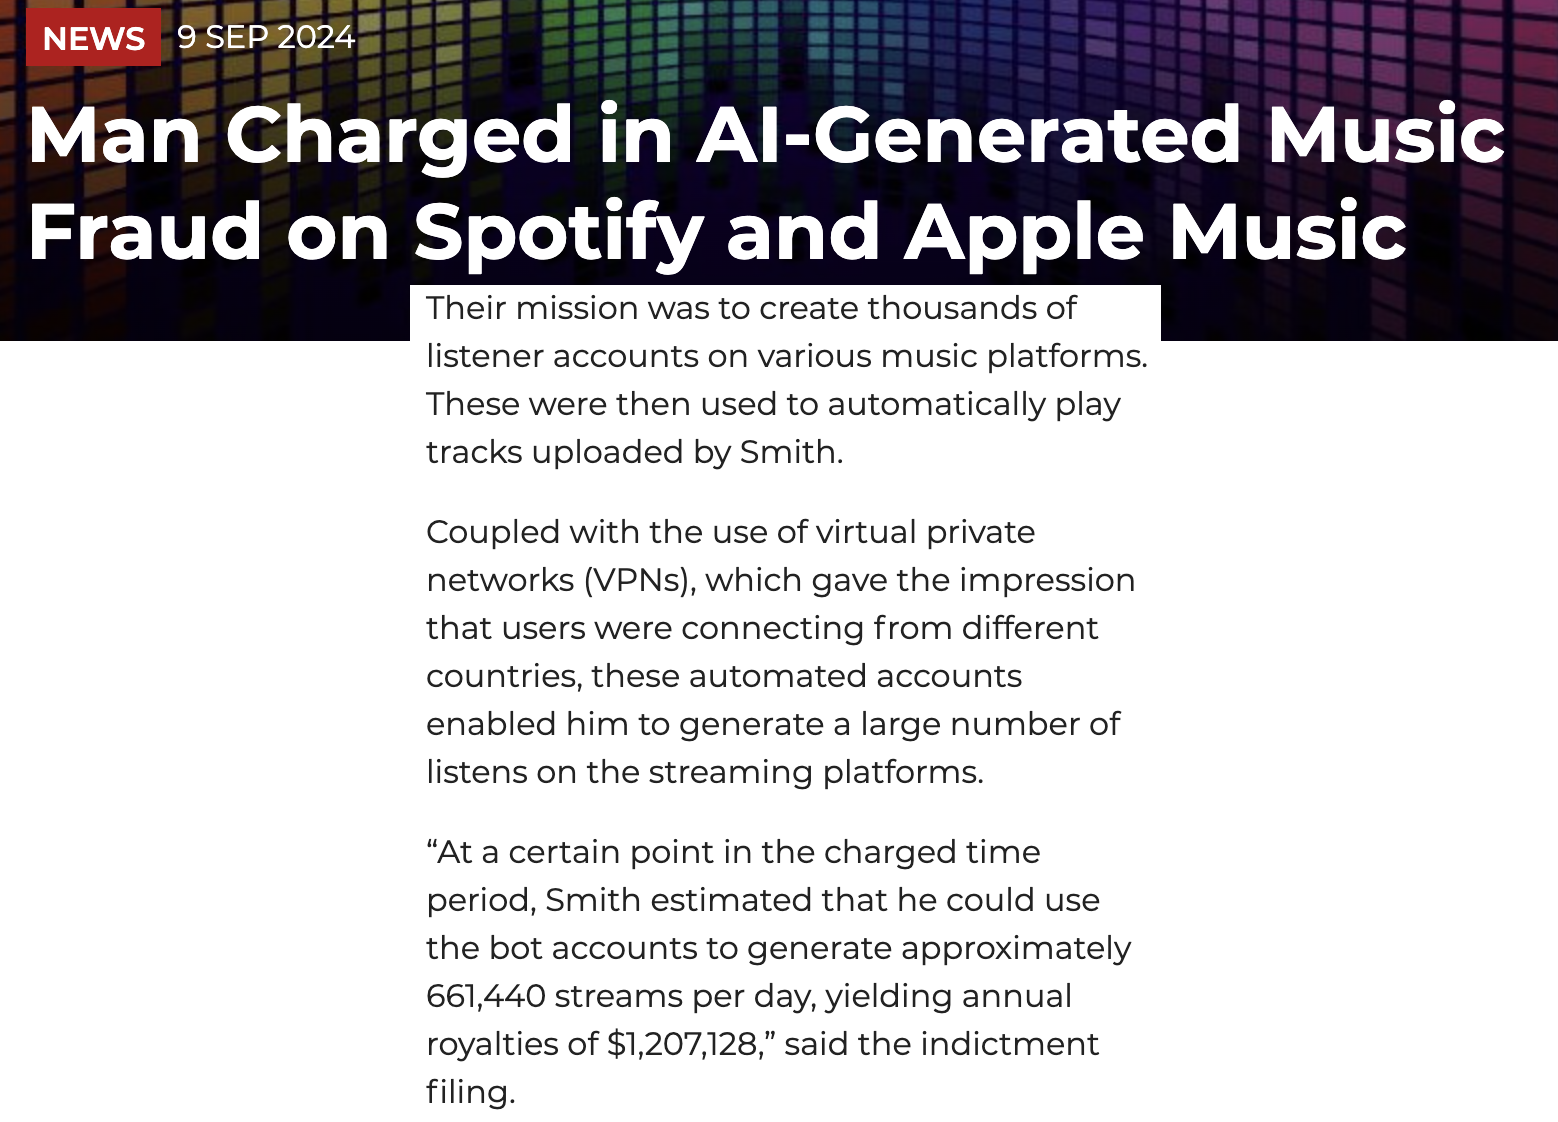 NEWS 9 SEP 2024
Man Charged in AI-Generated Music
Fraud on Spotify and Apple Music
Their mission was to create thousands of
listener accounts on various music platforms.
These were then used to automatically play
tracks uploaded by Smith.
Coupled with the use of virtual private
networks (VPNs), which gave the impression
that users were connecting from different
countries, these automated accounts
enabled him to generate a large number of
listens on the streaming platforms.
“At a certain point in the charged time
period, Smith estimated that he could use
the bot accounts to generate approximately
661,440 streams per day, yielding annual
royalties of $1,207,128,” said the indictment
filing.